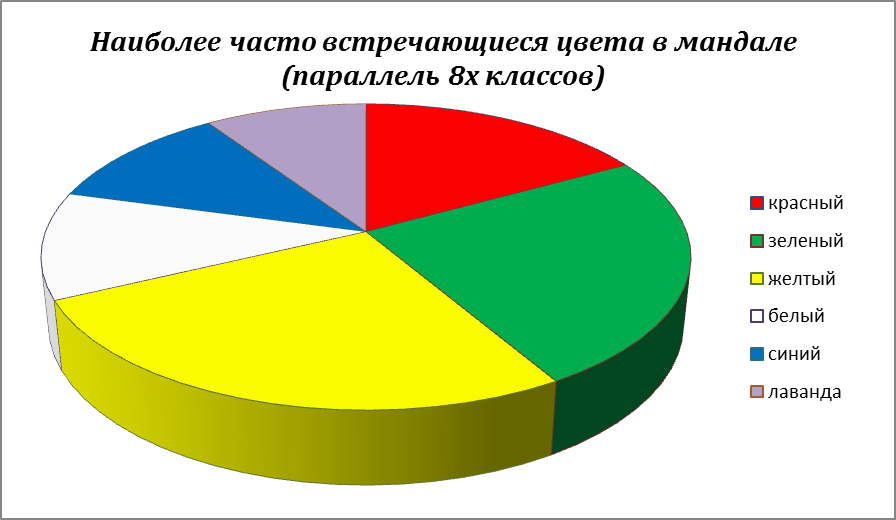 Наиболее часто встречающиеся цвета в мандале
(параллель 8х классов)
красный
зеленый
желтый
белый
синий
лаванда